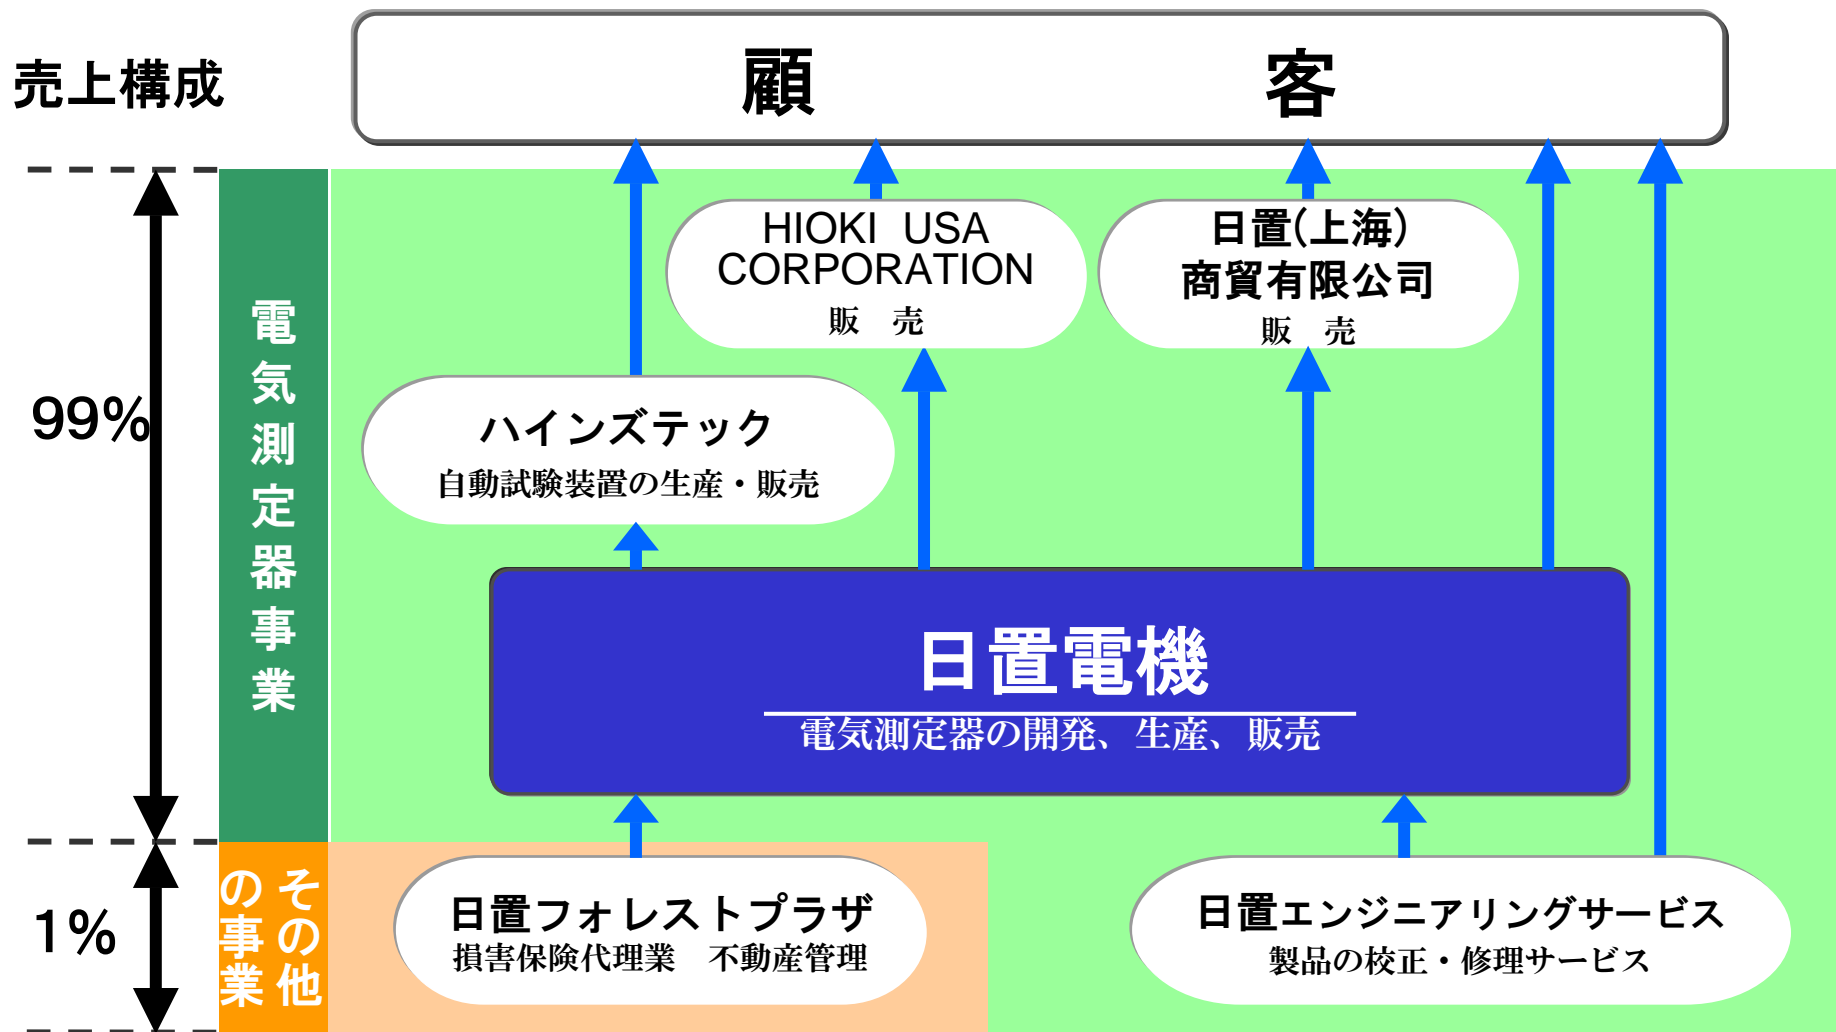 売上構成
顧　客
99%
電気測定器事業
HIOKI USA
CORPORATION
販　売
日置(上海)
商貿有限公司
販　売
ハインズテック
自動試験装置の生産・販売
日置電機
電気測定器の開発、生産、販売
1%
その他
の事業
日置フォレストプラザ
損害保険代理業　不動産管理
日置エンジニアリングサービス
製品の校正・修理サービス